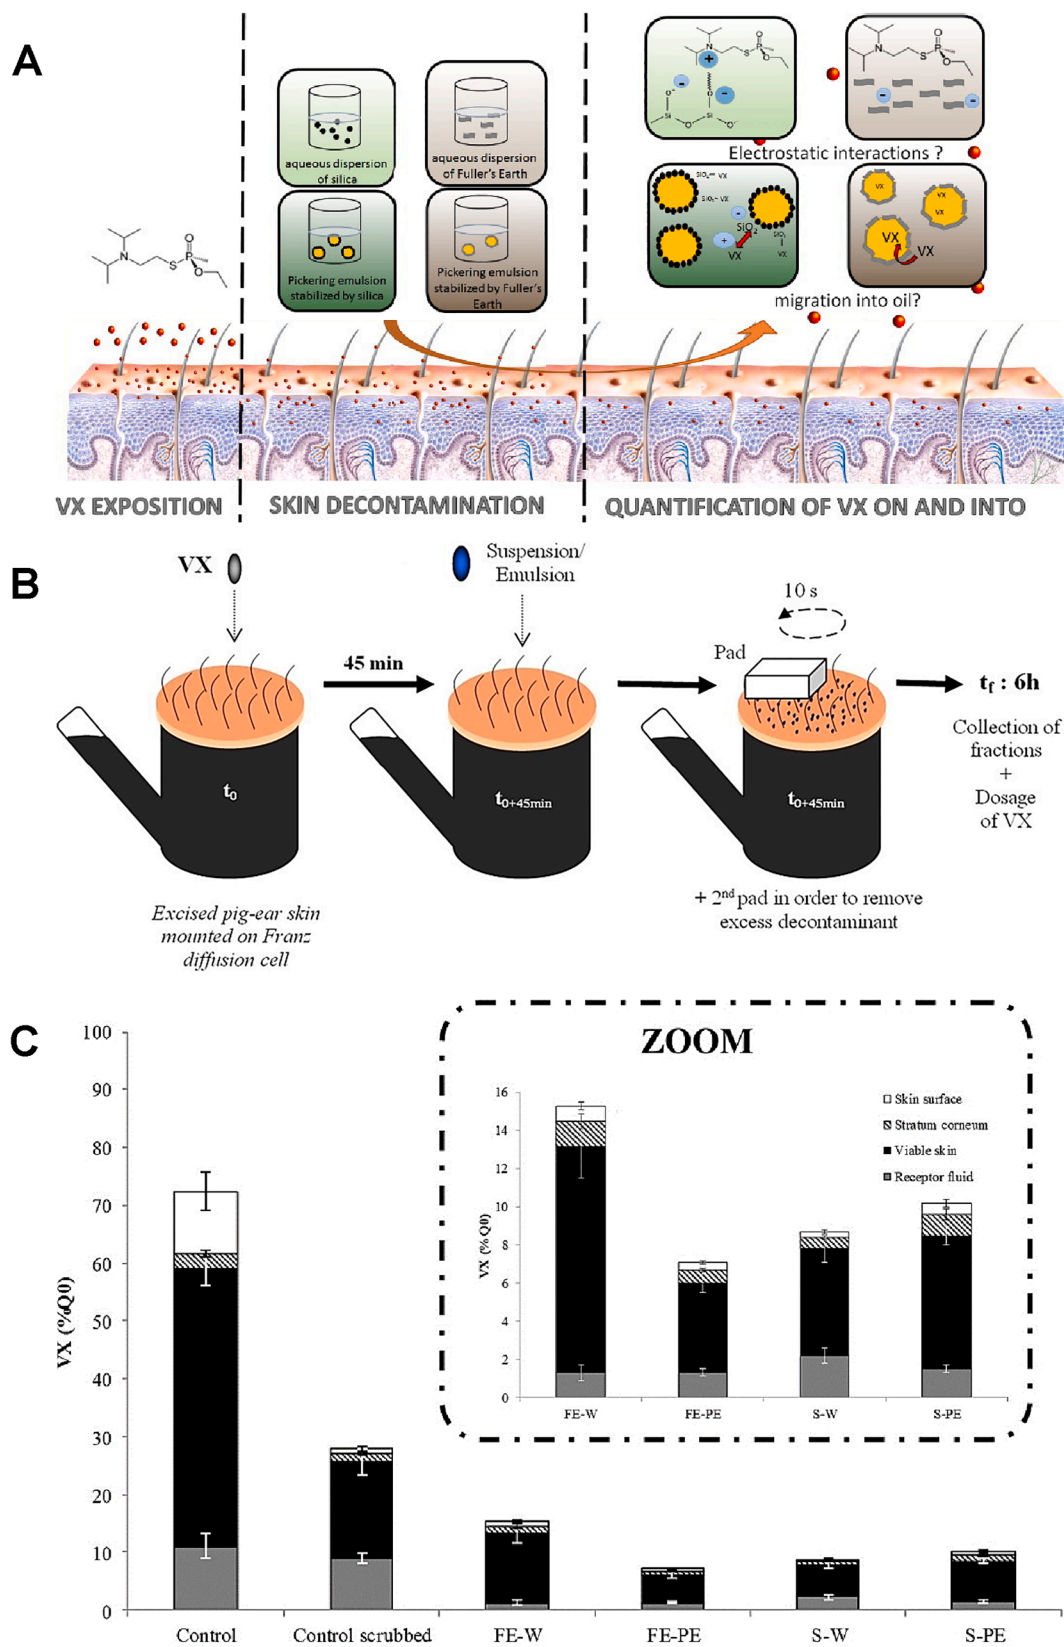 A
N
S
P
O
O
+
-
O⁻
O
-
Si
O
Si
O⁻
N
S
P
O
O
-
-
aqueous dispersion
of silica
aqueous dispersion
of Fuller's Earth
Electrostatic interactions ?
Pickering emulsion
stabilized by silica
Pickering emulsion
stabilized by Fuller's
Earth
VX
-
+
SiO₂
VX
VX
VX
VX
VX
VX
VX
migration into oil?
N
S
P
O
O
VX EXPOSITION
SKIN DECONTAMINATION
QUANTIFICATION OF VX ON AND INTO
B
VX
Suspension/
Emulsion
10 s
45 min
Pad
tf : 6h
Collection of
fractions
+
Dosage
of VX
t0
t0+45min
t0+45min
Excised pig-ear skin
mounted on Franz
diffusion cell
+ 2nd pad in order to remove
excess decontaminant
C
ZOOM
VX (%Q0)
100
90
80
70
60
50
40
30
20
10
0
Control
Control scrubbed
FE-W
FE-PE
S-W
S-PE
VX (%Q0)
16
14
12
10
8
6
4
2
0
FE-W
FE-PE
S-W
S-PE
Skin surface
Stratum corneum
Viable skin
Receptor fluid